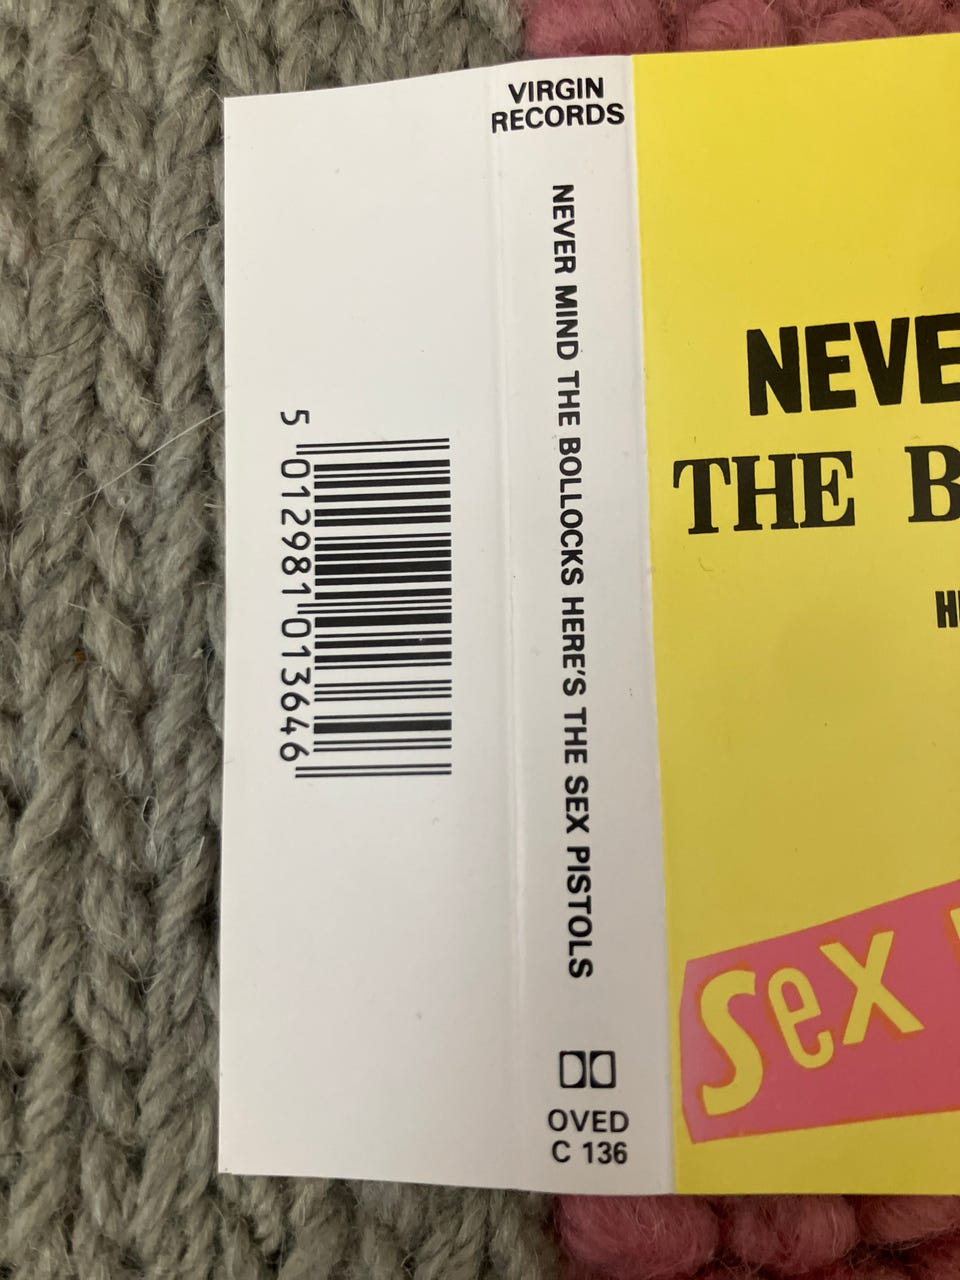 5 012981 013646
VIRGIN
RECORDS
NEVER MIND THE BOLLOCKS HERE'S THE SEX PISTOLS
OVED
C 136
NEVE
THE B
Sex